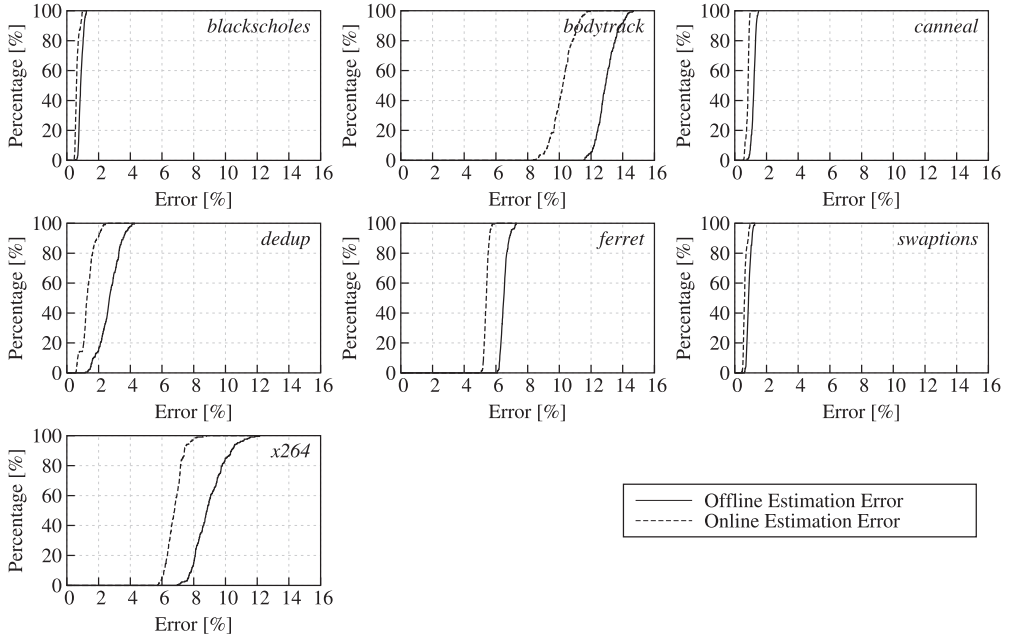 blackscholes
Percentage [%]
100
80
60
40
20
0
0 2 4 6 8 10 12 14 16
Error [%]
bodytrack
Percentage [%]
100
80
60
40
20
0
0 2 4 6 8 10 12 14 16
Error [%]
canneal
Percentage [%]
100
80
60
40
20
0
0 2 4 6 8 10 12 14 16
Error [%]
dedup
Percentage [%]
100
80
60
40
20
0
0 2 4 6 8 10 12 14 16
Error [%]
ferret
Percentage [%]
100
80
60
40
20
0
0 2 4 6 8 10 12 14 16
Error [%]
swaptions
Percentage [%]
100
80
60
40
20
0
0 2 4 6 8 10 12 14 16
Error [%]
x264
Percentage [%]
100
80
60
40
20
0
0 2 4 6 8 10 12 14 16
Error [%]
Offline Estimation Error
Online Estimation Error